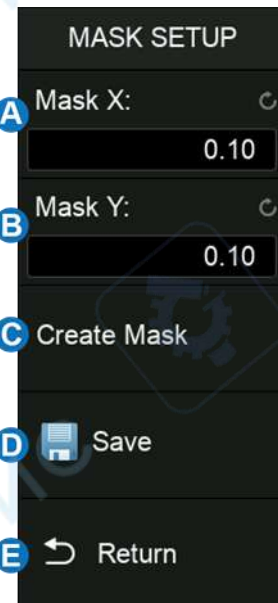 MASK SETUP
A Mask X:
0.10
B Mask Y:
0.10
C Create Mask
D Save
E Return